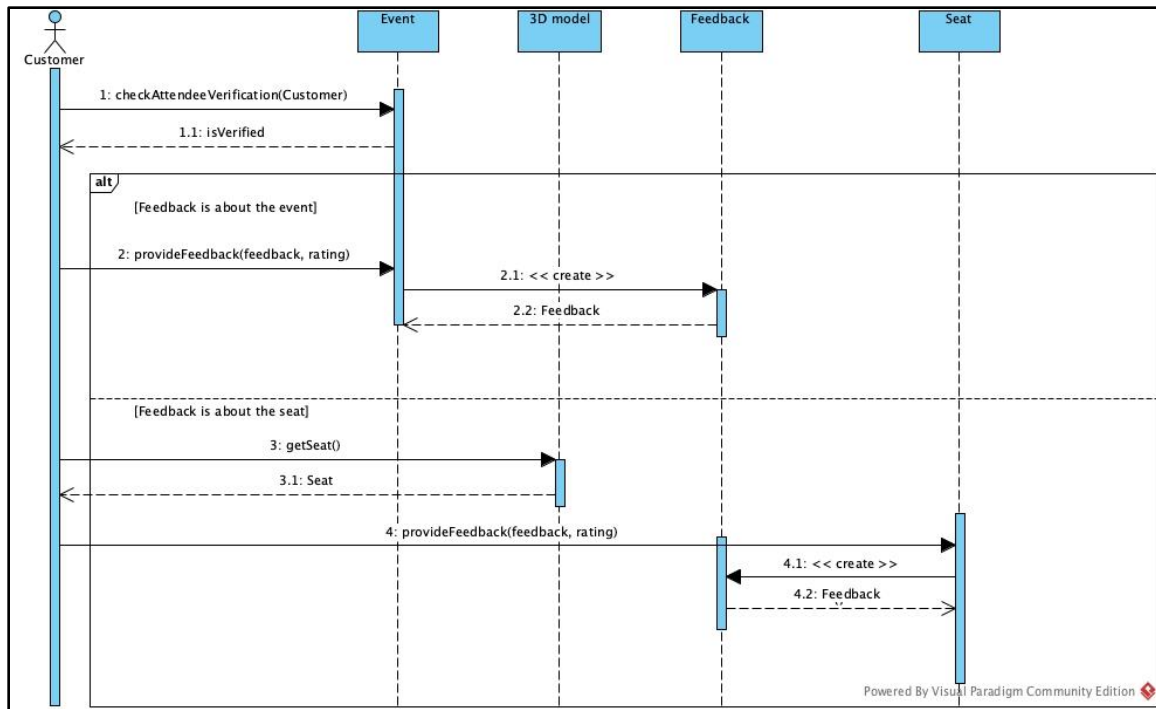 Event
3D model
Feedback
Seat
Customer
1: checkAttendeeVerification(Customer)
1.1: isVerified
alt
[Feedback is about the event]
2: provideFeedback(feedback, rating)
2.1: << create >>
2.2: Feedback
[Feedback is about the seat]
3: getSeat()
3.1: Seat
4: provideFeedback(feedback, rating)
4.1: << create >>
4.2: Feedback
Powered By Visual Paradigm Community Edition